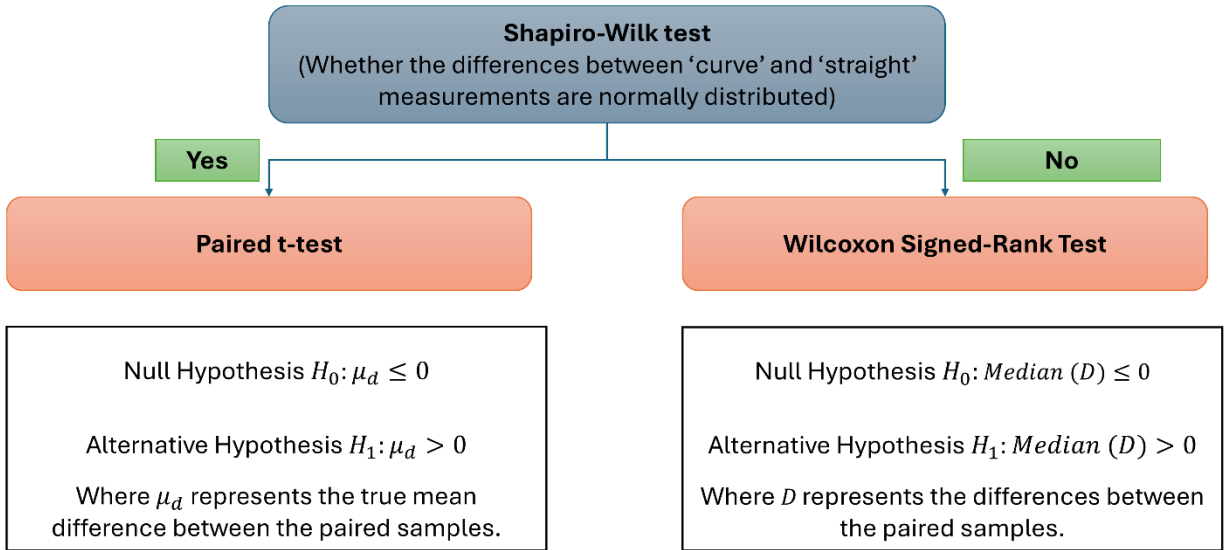 Shapiro-Wilk test
(Whether the differences between ‘curve’ and ‘straight’
measurements are normally distributed)
Yes
No
Paired t-test
Wilcoxon Signed-Rank Test
Null Hypothesis H₀: μ_d ≤ 0
Alternative Hypothesis H₁: μ_d > 0
Where μ_d represents the true mean
difference between the paired samples.
Null Hypothesis H₀: Median (D) ≤ 0
Alternative Hypothesis H₁: Median (D) > 0
Where D represents the differences between
the paired samples.